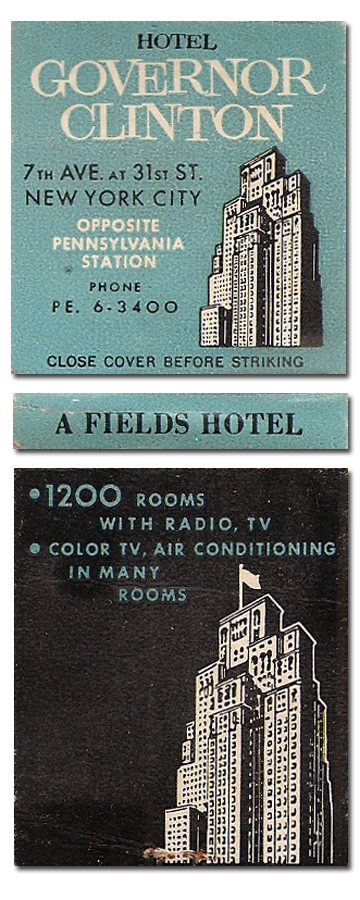 HOTEL
GOVERNOR
CLINTON
7TH AVE. AT 31ST ST.
NEW YORK CITY
OPPOSITE
PENNSYLVANIA
STATION
PHONE
PE. 6-3400
CLOSE COVER BEFORE STRIKING
A FIELDS HOTEL
• 1200 ROOMS
WITH RADIO, TV
• COLOR TV, AIR CONDITIONING
IN MANY
ROOMS